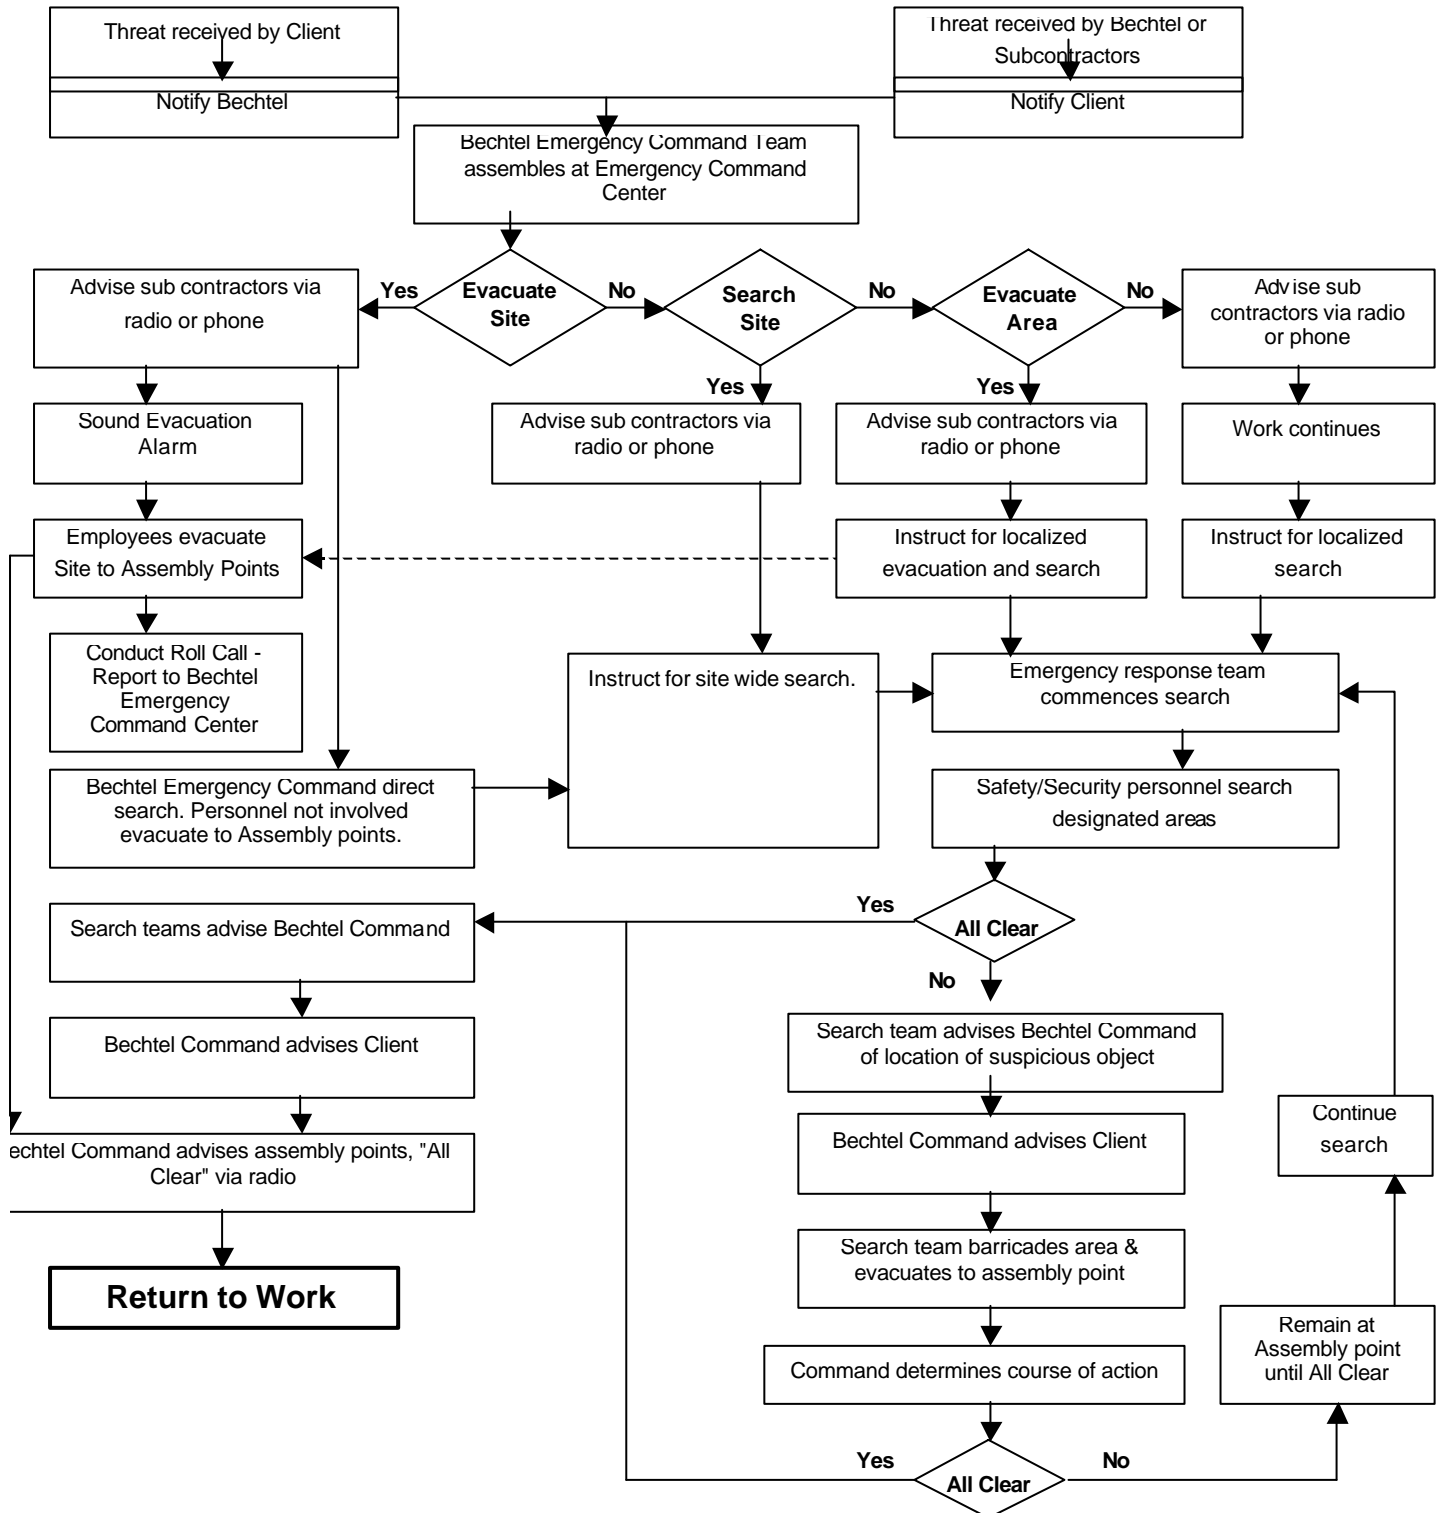 Threat received by Client
Threat received by Bechtel or
Subcontractors
Notify Bechtel
Notify Client
Bechtel Emergency Command Team
assembles at Emergency Command
Center
Advise sub contractors via
radio or phone
Yes
Evacuate
Site
No
Search
Site
No
Evacuate
Area
No
Advise sub
contractors via radio
or phone
Yes
Yes
Sound Evacuation
Alarm
Advise sub contractors via
radio or phone
Advise sub contractors via
radio or phone
Work continues
Employees evacuate
Site to Assembly Points
Instruct for localized
evacuation and search
Instruct for localized
search
Conduct Roll Call -
Report to Bechtel
Emergency
Command Center
Instruct for site wide search.
Emergency response team
commences search
Bechtel Emergency Command direct
search. Personnel not involved
evacuate to Assembly points.
Safety/Security personnel search
designated areas
Yes
All Clear
Search teams advise Bechtel Command
No
Bechtel Command advises Client
Search team advises Bechtel Command
of location of suspicious object
Continue
search
echtel Command advises assembly points, "All
Clear" via radio
Bechtel Command advises Client
Search team barricades area &
evacuates to assembly point
Return to Work
Remain at
Assembly point
until All Clear
Command determines course of action
Yes
All Clear
No